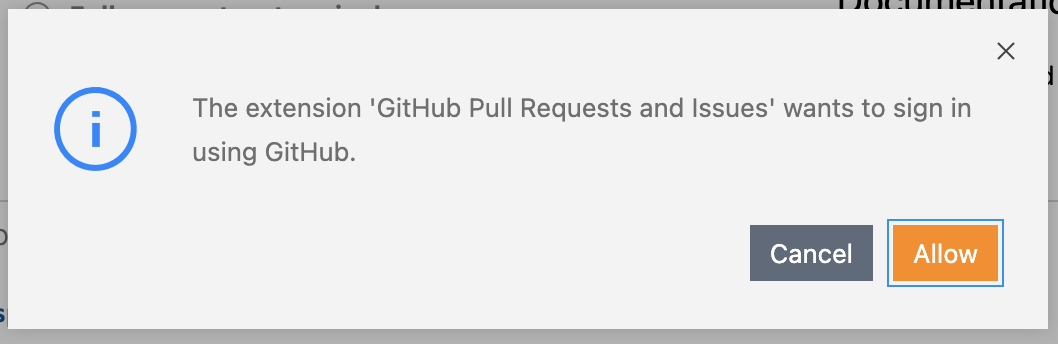 The extension 'GitHub Pull Requests and Issues' wants to sign in
using GitHub.
Cancel
Allow